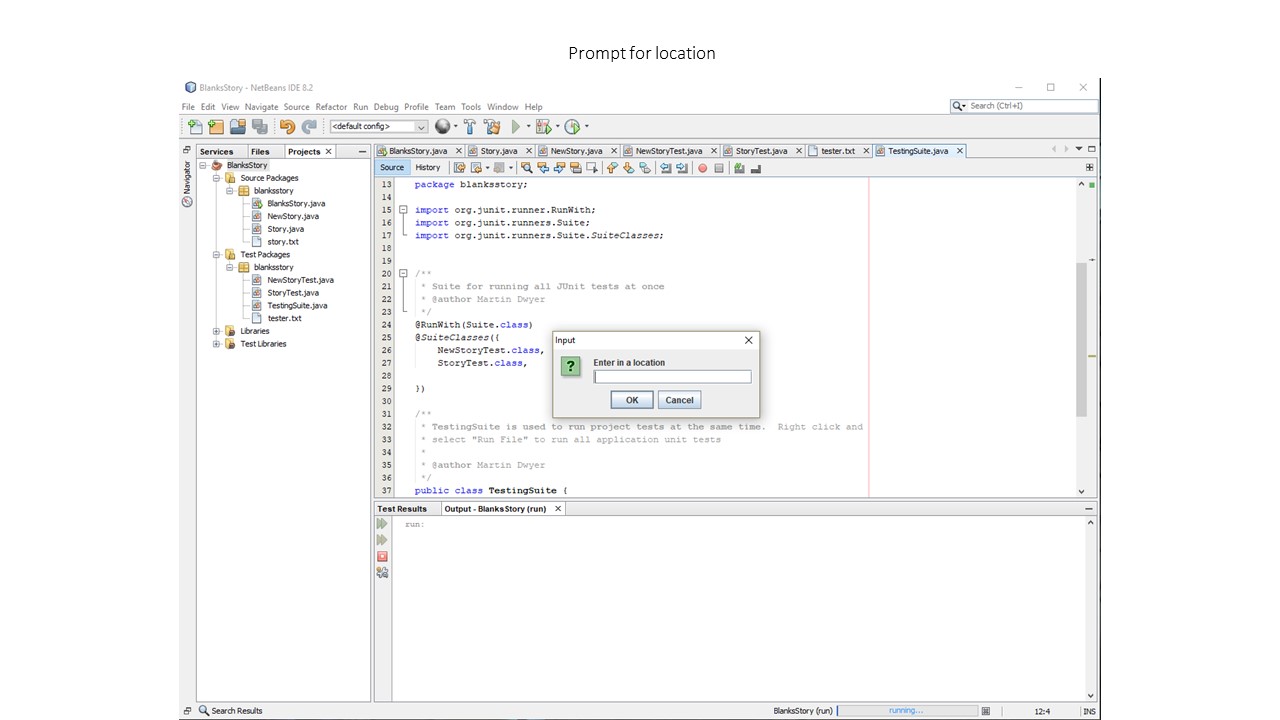 Prompt for location
BlanksStory - NetBeans IDE 8.2
File Edit View Navigate Source Refactor Run Debug Profile Team Tools Window Help
Search (Ctrl+I)
<default config>
Navigator
Services Files Projects
BlanksStory
Source Packages
blanksstory
BlanksStory.java
NewStory.java
Story.java
story.txt
Test Packages
blanksstory
NewStoryTest.java
StoryTest.java
TestingSuite.java
tester.txt
Libraries
Test Libraries
BlanksStory.java Story.java NewStory.java NewStoryTest.java StoryTest.java tester.txt TestingSuite.java
Source History
13 package blanksstory;
14
15 import org.junit.runner.RunWith;
16 import org.junit.runners.Suite;
17 import org.junit.runners.Suite.SuiteClasses;
18
19
20 /**
21 * Suite for running all JUnit tests at once
22 * @author Martin Dwyer
23 */
24 @RunWith(Suite.class)
25 @SuiteClasses({
26 NewStoryTest.class,
27 StoryTest.class,
28
29 })
30
31 /**
32 * TestingSuite is used to run project tests at the same time. Right click and
33 * select "Run File" to run all application unit tests
34 *
35 * @author Martin Dwyer
36 */
37 public class TestingSuite {
Input
?
Enter in a location
OK Cancel
Test Results Output - BlanksStory (run)
run:
Search Results
BlanksStory (run) running... 12:4 INS